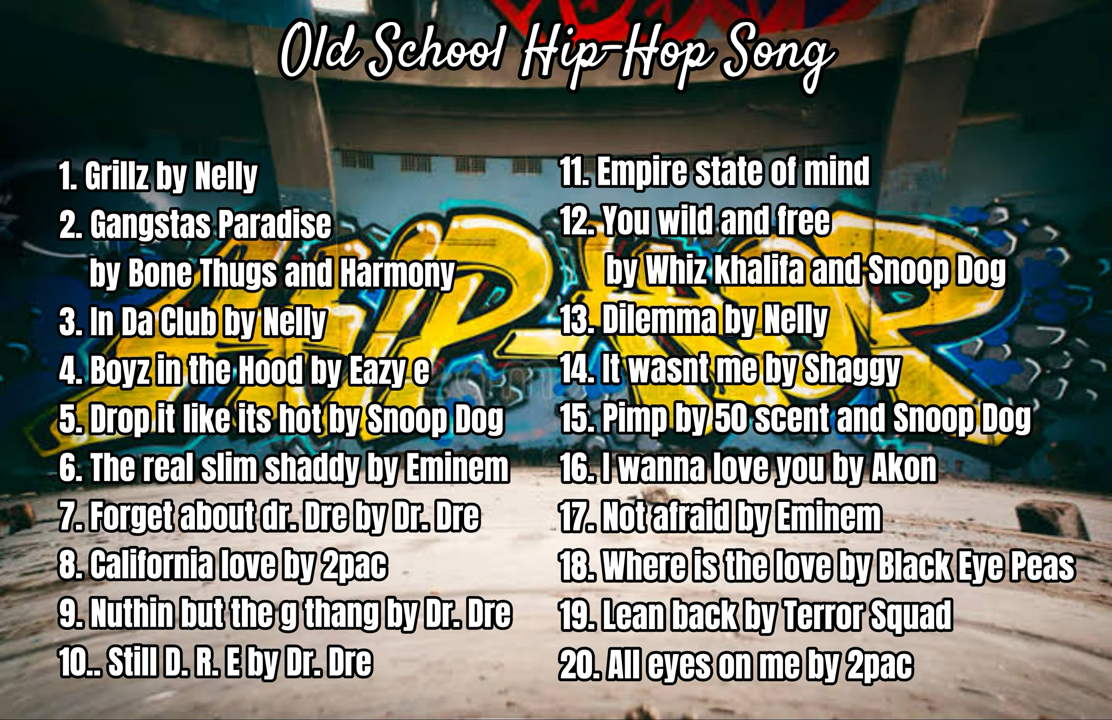 Old School Hip-Hop Song
1. Grillz by Nelly
2. Gangstas Paradise
by Bone Thugs and Harmony
3. In Da Club by Nelly
4. Boyz in the Hood by Eazy e
5. Drop it like its hot by Snoop Dog
6. The real slim shaddy by Eminem
7. Forget about dr. Dre by Dr. Dre
8. California love by 2pac
9. Nuthin but the g thang by Dr. Dre
10.. Still D. R. E by Dr. Dre
11. Empire state of mind
12. You wild and free
by Whiz khalifa and Snoop Dog
13. Dilemma by Nelly
14. It wasnt me by Shaggy
15. Pimp by 50 scent and Snoop Dog
16. I wanna love you by Akon
17. Not afraid by Eminem
18. Where is the love by Black Eye Peas
19. Lean back by Terror Squad
20. All eyes on me by 2pac
HIP-HOP